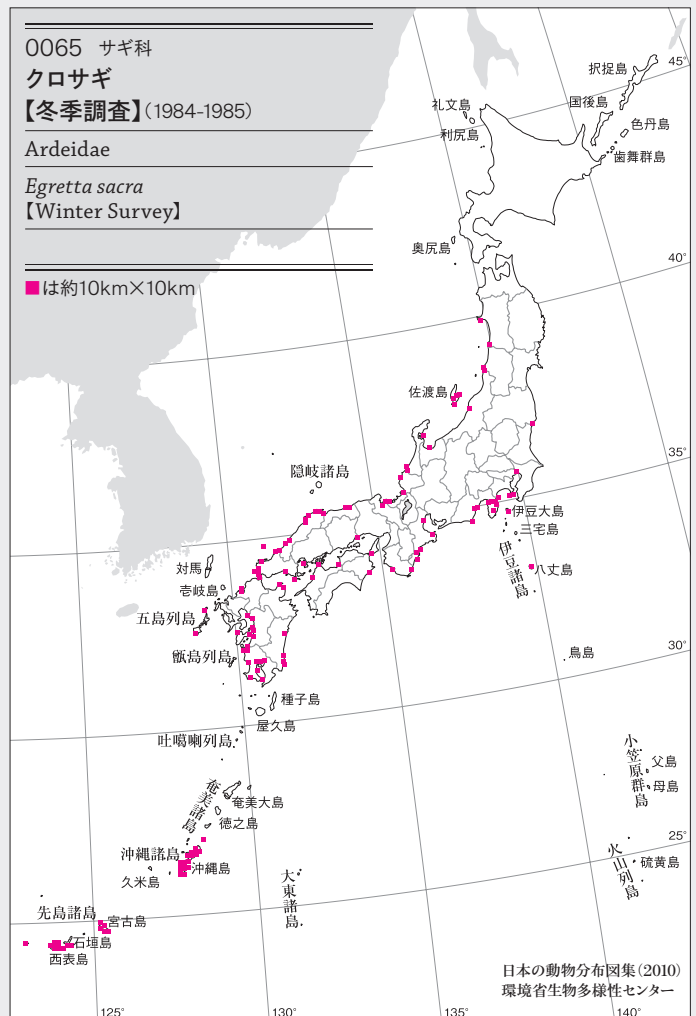 0065 サギ科
クロサギ
【冬季調査】(1984-1985)
Ardeidae
Egretta sacra
【Winter Survey】
■は約10km×10km
択捉島
45°
礼文島
国後島
色丹島
利尻島
歯舞群島
奥尻島
40°
佐渡島
35°
隠岐諸島
伊豆大島
三宅島
伊豆諸島
八丈島
対馬
壱岐島
五島列島
甑島列島
鳥島
30°
種子島
屋久島
吐噶喇列島
小笠原群島
父島
母島
奄美諸島
奄美大島
徳之島
25°
沖縄諸島
沖縄島
久米島
大東諸島
火山列島
硫黄島
先島諸島
宮古島
石垣島
西表島
日本の動物分布図集(2010)
環境省生物多様性センター
125°
130°
135°
140°